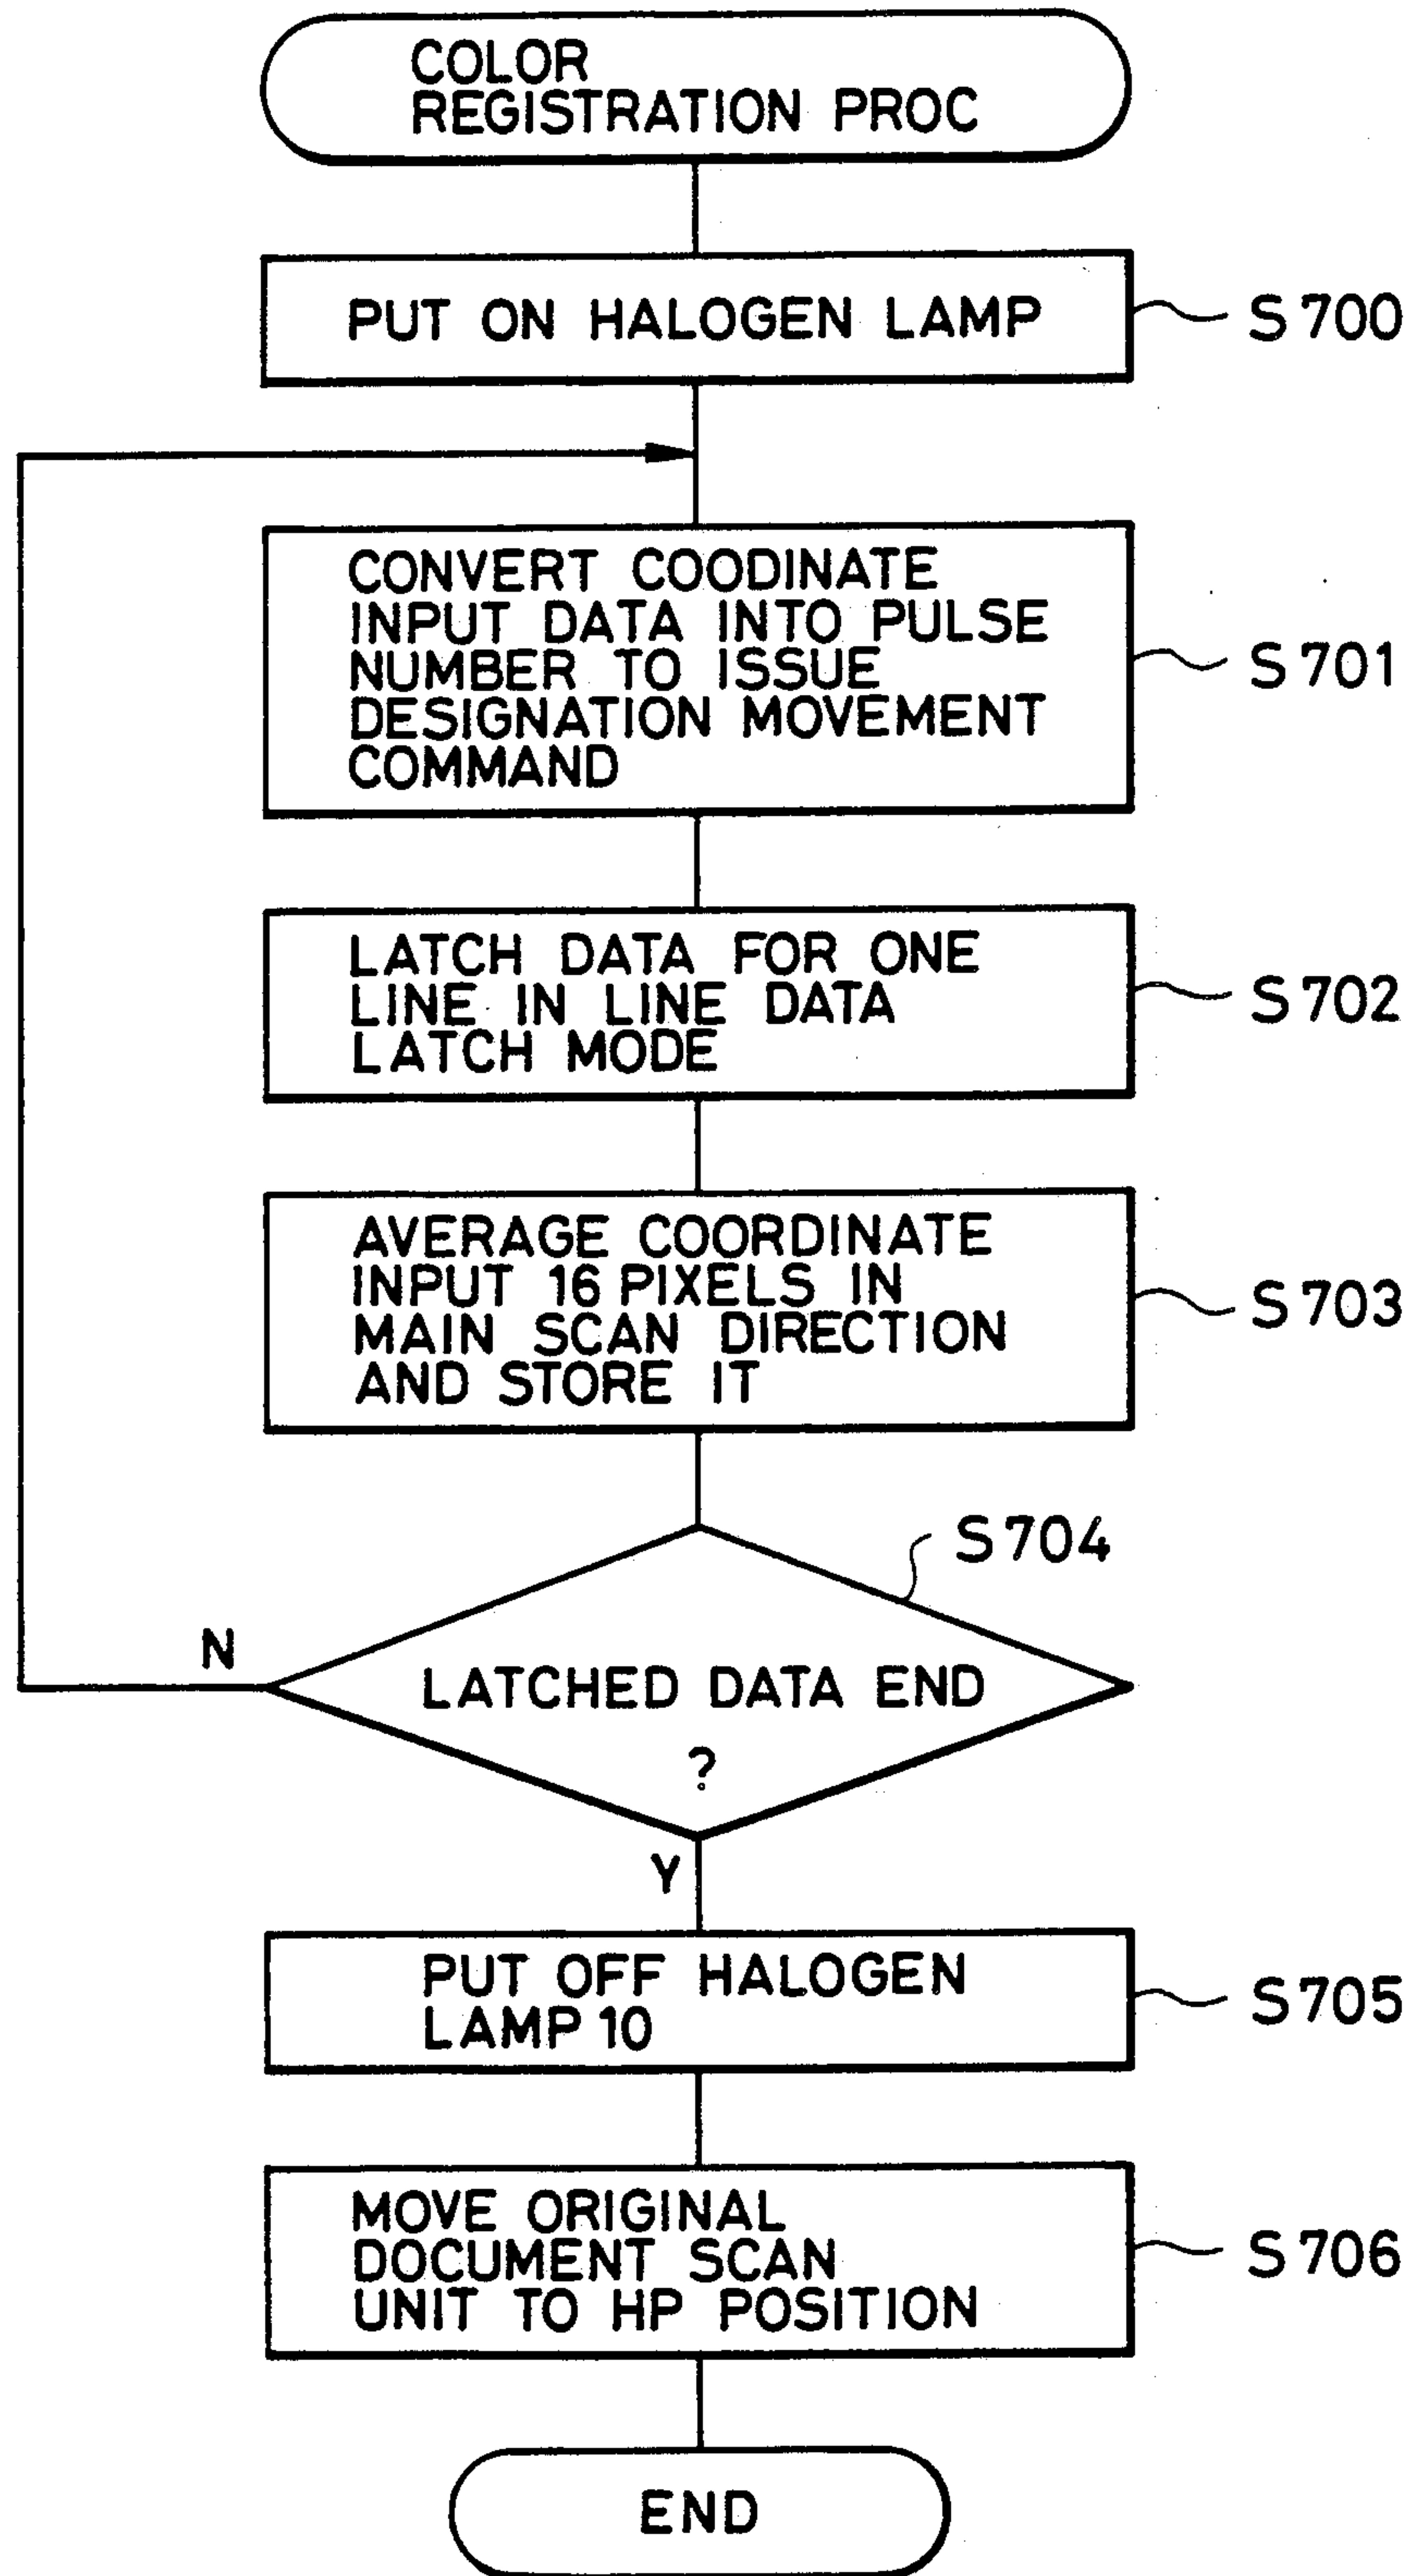 COLOR
REGISTRATION PROC
PUT ON HALOGEN LAMP
S700
CONVERT COODINATE
INPUT DATA INTO PULSE
NUMBER TO ISSUE
DESIGNATION MOVEMENT
COMMAND
S701
LATCH DATA FOR ONE
LINE IN LINE DATA
LATCH MODE
S702
AVERAGE COORDINATE
INPUT 16 PIXELS IN
MAIN SCAN DIRECTION
AND STORE IT
S703
S704
N
LATCHED DATA END
?
Y
PUT OFF HALOGEN
LAMP 10
S705
MOVE ORIGINAL
DOCUMENT SCAN
UNIT TO HP POSITION
S706
END